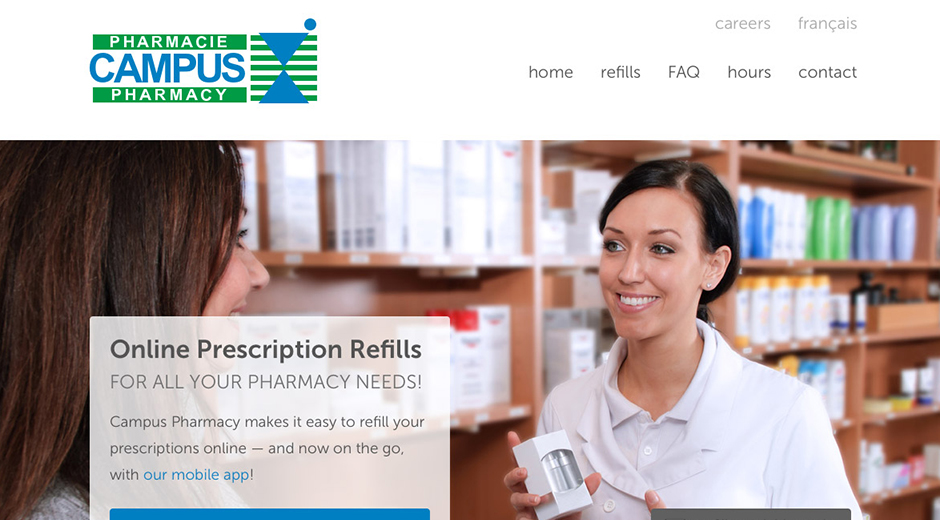 careers français
PHARMACIE
CAMPUS
PHARMACY
home refills FAQ hours contact
Online Prescription Refills
FOR ALL YOUR PHARMACY NEEDS!
Campus Pharmacy makes it easy to refill your
prescriptions online — and now on the go,
with our mobile app!